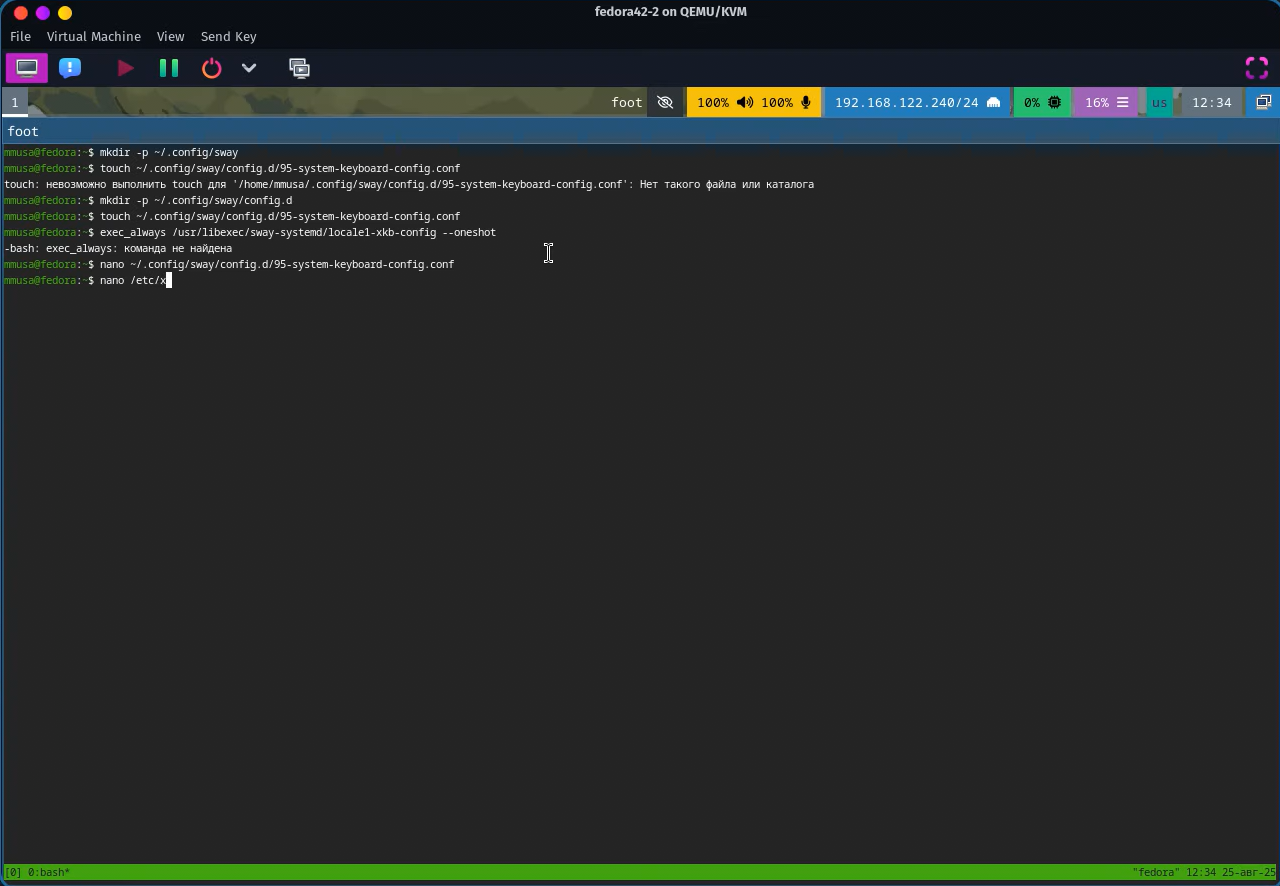 fedora42-2 on QEMU/KVM
File Virtual Machine View Send Key
1 foot 100% 100% 192.168.122.240/24 0% 16% us 12:34
foot
mmusa@fedora:~$ mkdir -p ~/.config/sway
mmusa@fedora:~$ touch ~/.config/sway/config.d/95-system-keyboard-config.conf
touch: невозможно выполнить touch для '/home/mmusa/.config/sway/config.d/95-system-keyboard-config.conf': Нет такого файла или каталога
mmusa@fedora:~$ mkdir -p ~/.config/sway/config.d
mmusa@fedora:~$ touch ~/.config/sway/config.d/95-system-keyboard-config.conf
mmusa@fedora:~$ exec_always /usr/libexec/sway-systemd/locale1-xkb-config --oneshot
-bash: exec_always: команда не найдена
mmusa@fedora:~$ nano ~/.config/sway/config.d/95-system-keyboard-config.conf
mmusa@fedora:~$ nano /etc/x
[0] 0:bash* "fedora" 12:34 25-авг-25